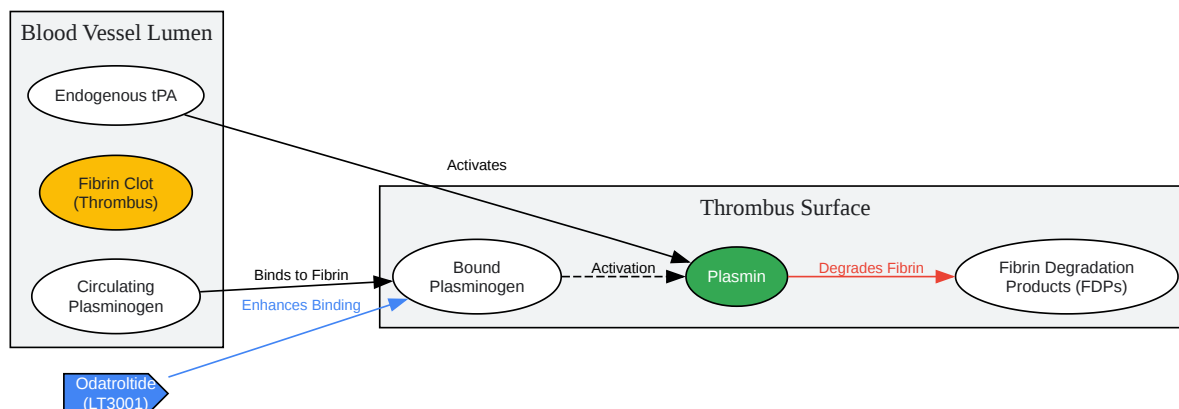 Blood Vessel Lumen
Endogenous tPA
Activates
Fibrin Clot
(Thrombus)
Thrombus Surface
Circulating
Plasminogen
Binds to Fibrin
Enhances Binding
Bound
Plasminogen
Activation
Plasmin
Degrades Fibrin
Fibrin Degradation
Products (FDPs)
Odatroltide
(LT3001)